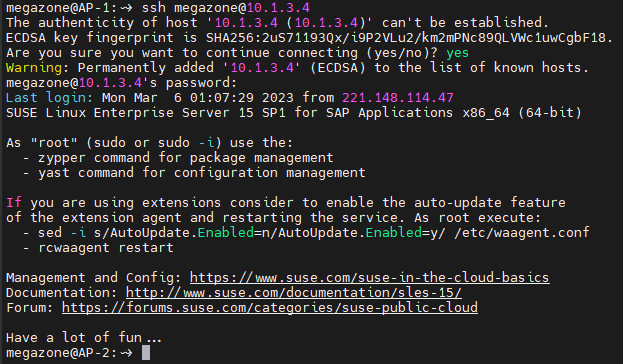 megazone@AP-1:~> ssh megazone@10.1.3.4
The authenticity of host '10.1.3.4 (10.1.3.4)' can't be established.
ECDSA key fingerprint is SHA256:2uS71193Qx/i9P2VLu2/km2mPNc89QLVWc1uwCgbF18.
Are you sure you want to continue connecting (yes/no)? yes
Warning: Permanently added '10.1.3.4' (ECDSA) to the list of known hosts.
megazone@10.1.3.4's password:
Last login: Mon Mar  6 01:07:29 2023 from 221.148.114.47
SUSE Linux Enterprise Server 15 SP1 for SAP Applications x86_64 (64-bit)

As "root" (sudo or sudo -i) use the:
  - zypper command for package management
  - yast command for configuration management

If you are using extensions consider to enable the auto-update feature
of the extension agent and restarting the service. As root execute:
  - sed -i s/AutoUpdate.Enabled=n/AutoUpdate.Enabled=y/ /etc/waagent.conf
  - rcwaagent restart

Management and Config: https://www.suse.com/suse-in-the-cloud-basics
Documentation: http://www.suse.com/documentation/sles-15/
Forum: https://forums.suse.com/categories/suse-public-cloud

Have a lot of fun...
megazone@AP-2:~>